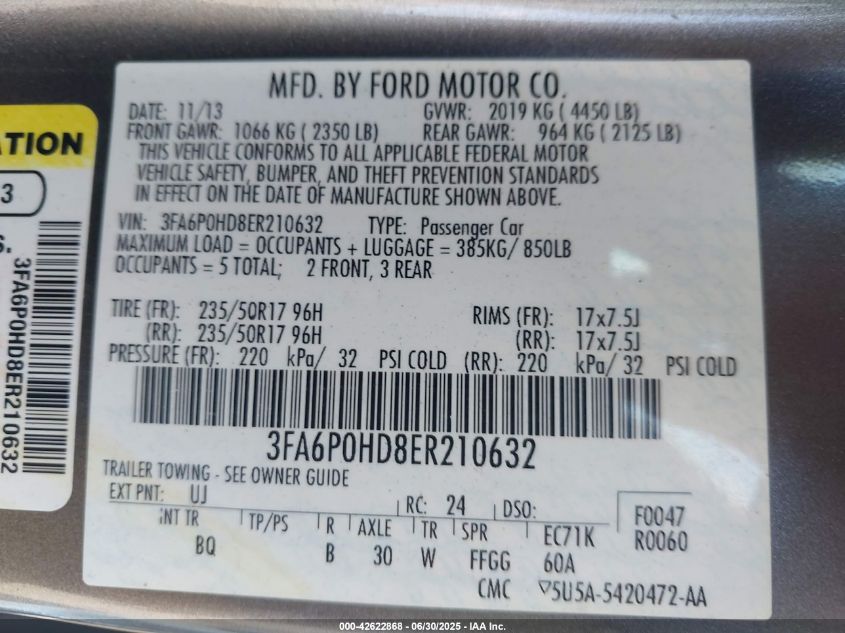 MFD. BY FORD MOTOR CO.
DATE: 11/13 GVWR: 2019 KG ( 4450 LB)
FRONT GAWR: 1066 KG ( 2350 LB) REAR GAWR: 964 KG ( 2125 LB)
THIS VEHICLE CONFORMS TO ALL APPLICABLE FEDERAL MOTOR
VEHICLE SAFETY, BUMPER, AND THEFT PREVENTION STANDARDS
IN EFFECT ON THE DATE OF MANUFACTURE SHOWN ABOVE.
VIN: 3FA6P0HD8ER210632 TYPE: Passenger Car
MAXIMUM LOAD = OCCUPANTS + LUGGAGE = 385KG/ 850LB
OCCUPANTS = 5 TOTAL; 2 FRONT, 3 REAR
TIRE (FR): 235/50R17 96H RIMS (FR): 17x7.5J
(RR): 235/50R17 96H (RR): 17x7.5J
PRESSURE (FR): 220 kPa/ 32 PSI COLD (RR): 220 kPa/ 32 PSI COLD
3FA6P0HD8ER210632
TRAILER TOWING - SEE OWNER GUIDE
EXT PNT: UJ RC: 24 DSO: F0047
INT TR TP/PS R AXLE TR SPR EC71K R0060
BQ B 30 W FFGG 60A
CMC 5U5A-5420472-AA
ATION
3
S.
3FA6P0HD8ER210632
000-42622868 - 06/30/2025 - IAA Inc.